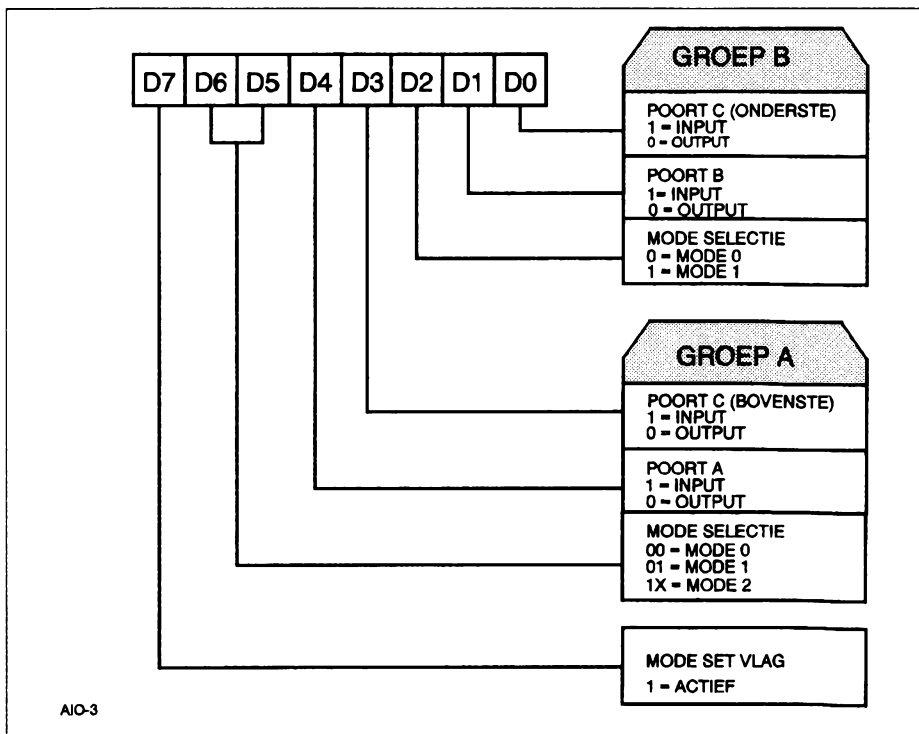 D7 D6 D5 D4 D3 D2 D1 D0
GROEP B
POORT C (ONDERSTE)
1 = INPUT
0 = OUTPUT
POORT B
1= INPUT
0 = OUTPUT
MODE SELECTIE
0 = MODE 0
1 = MODE 1
GROEP A
POORT C (BOVENSTE)
1 = INPUT
0 = OUTPUT
POORT A
1 = INPUT
0 = OUTPUT
MODE SELECTIE
00 = MODE 0
01 = MODE 1
1X = MODE 2
MODE SET VLAG
1 = ACTIEF
AIO-3